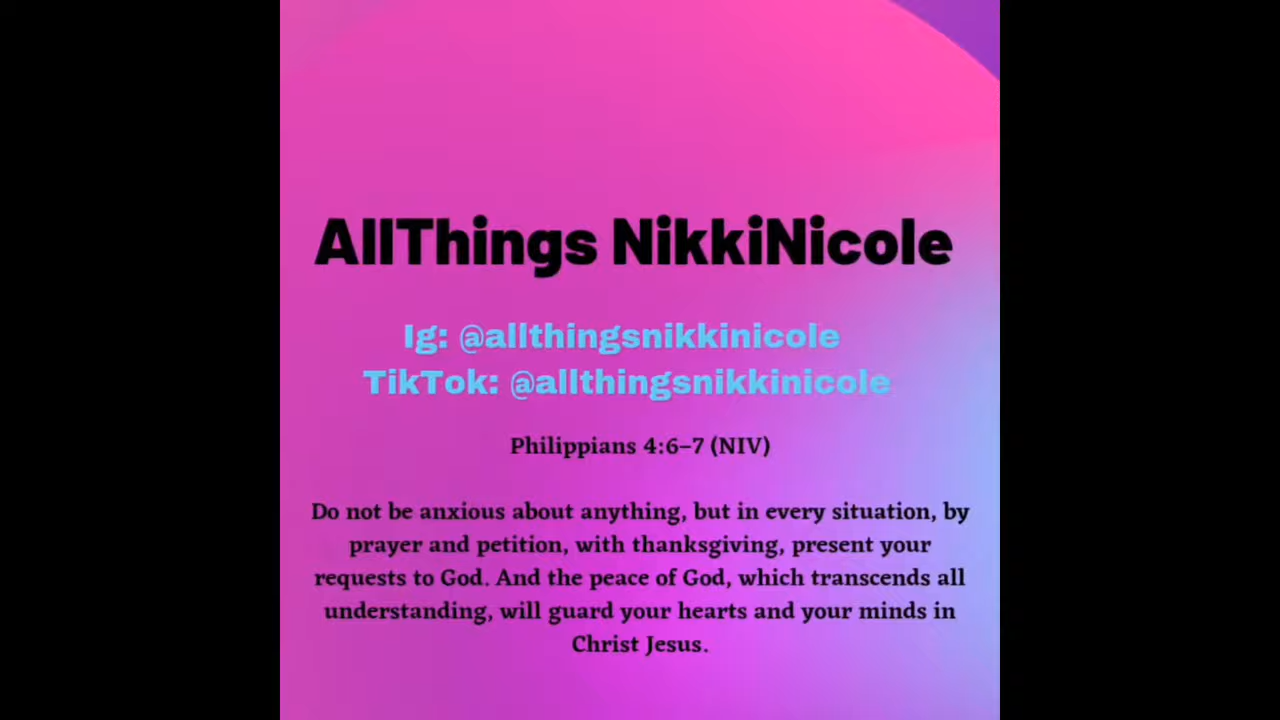 AllThings NikkiNicole
Ig: @allthingsnikkinicole
TikTok: @allthingsnikkinicole
Philippians 4:6–7 (NIV)
Do not be anxious about anything, but in every situation, by
prayer and petition, with thanksgiving, present your
requests to God. And the peace of God, which transcends all
understanding, will guard your hearts and your minds in
Christ Jesus.